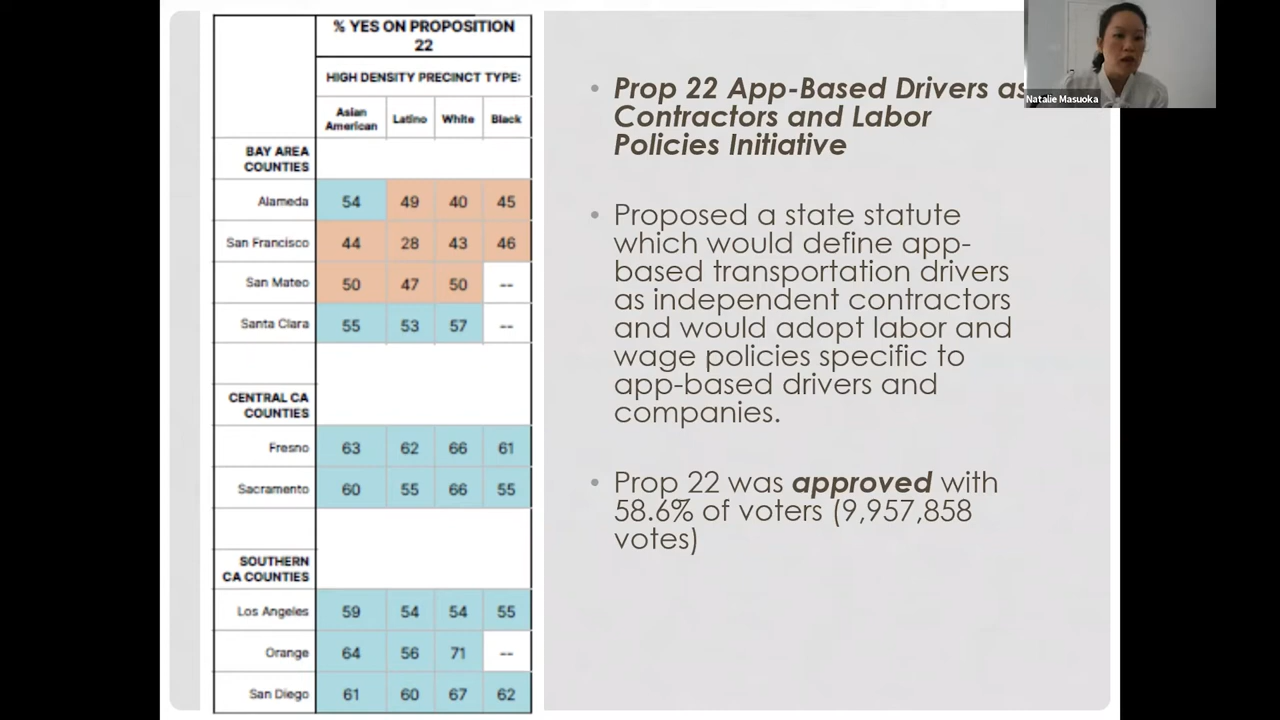 % YES ON PROPOSITION
22
HIGH DENSITY PRECINCT TYPE:
Asian American Latino White Black
BAY AREA
COUNTIES
Alameda 54 49 40 45
San Francisco 44 28 43 46
San Mateo 50 47 50 --
Santa Clara 55 53 57 --
CENTRAL CA
COUNTIES
Fresno 63 62 66 61
Sacramento 60 55 66 55
SOUTHERN
CA COUNTIES
Los Angeles 59 54 54 55
Orange 64 56 71 --
San Diego 61 60 67 62
• Prop 22 App-Based Drivers as
Contractors and Labor
Policies Initiative
• Proposed a state statute
which would define app-
based transportation drivers
as independent contractors
and would adopt labor and
wage policies specific to
app-based drivers and
companies.
• Prop 22 was approved with
58.6% of voters (9,957,858
votes)
Natalie Masuoka